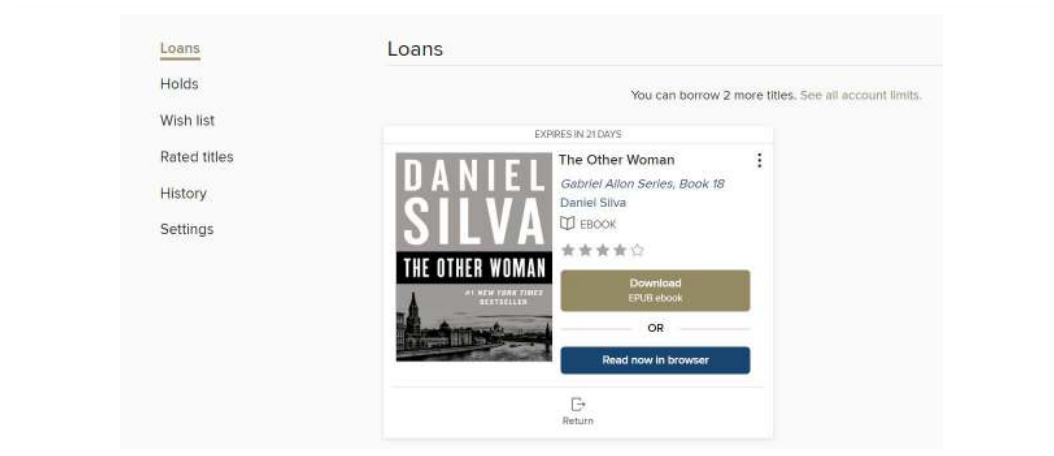 Loans
Holds
Wish list
Rated titles
History
Settings
Loans
You can borrow 2 more titles. See all account limits.
EXPIRES IN 21 DAYS
DANIEL
SILVA
THE OTHER WOMAN
#1 NEW YORK TIMES
BESTSELLER
The Other Woman
Gabriel Allon Series, Book 18
Daniel Silva
EBOOK
Download
EPUB ebook
OR
Read now in browser
Return